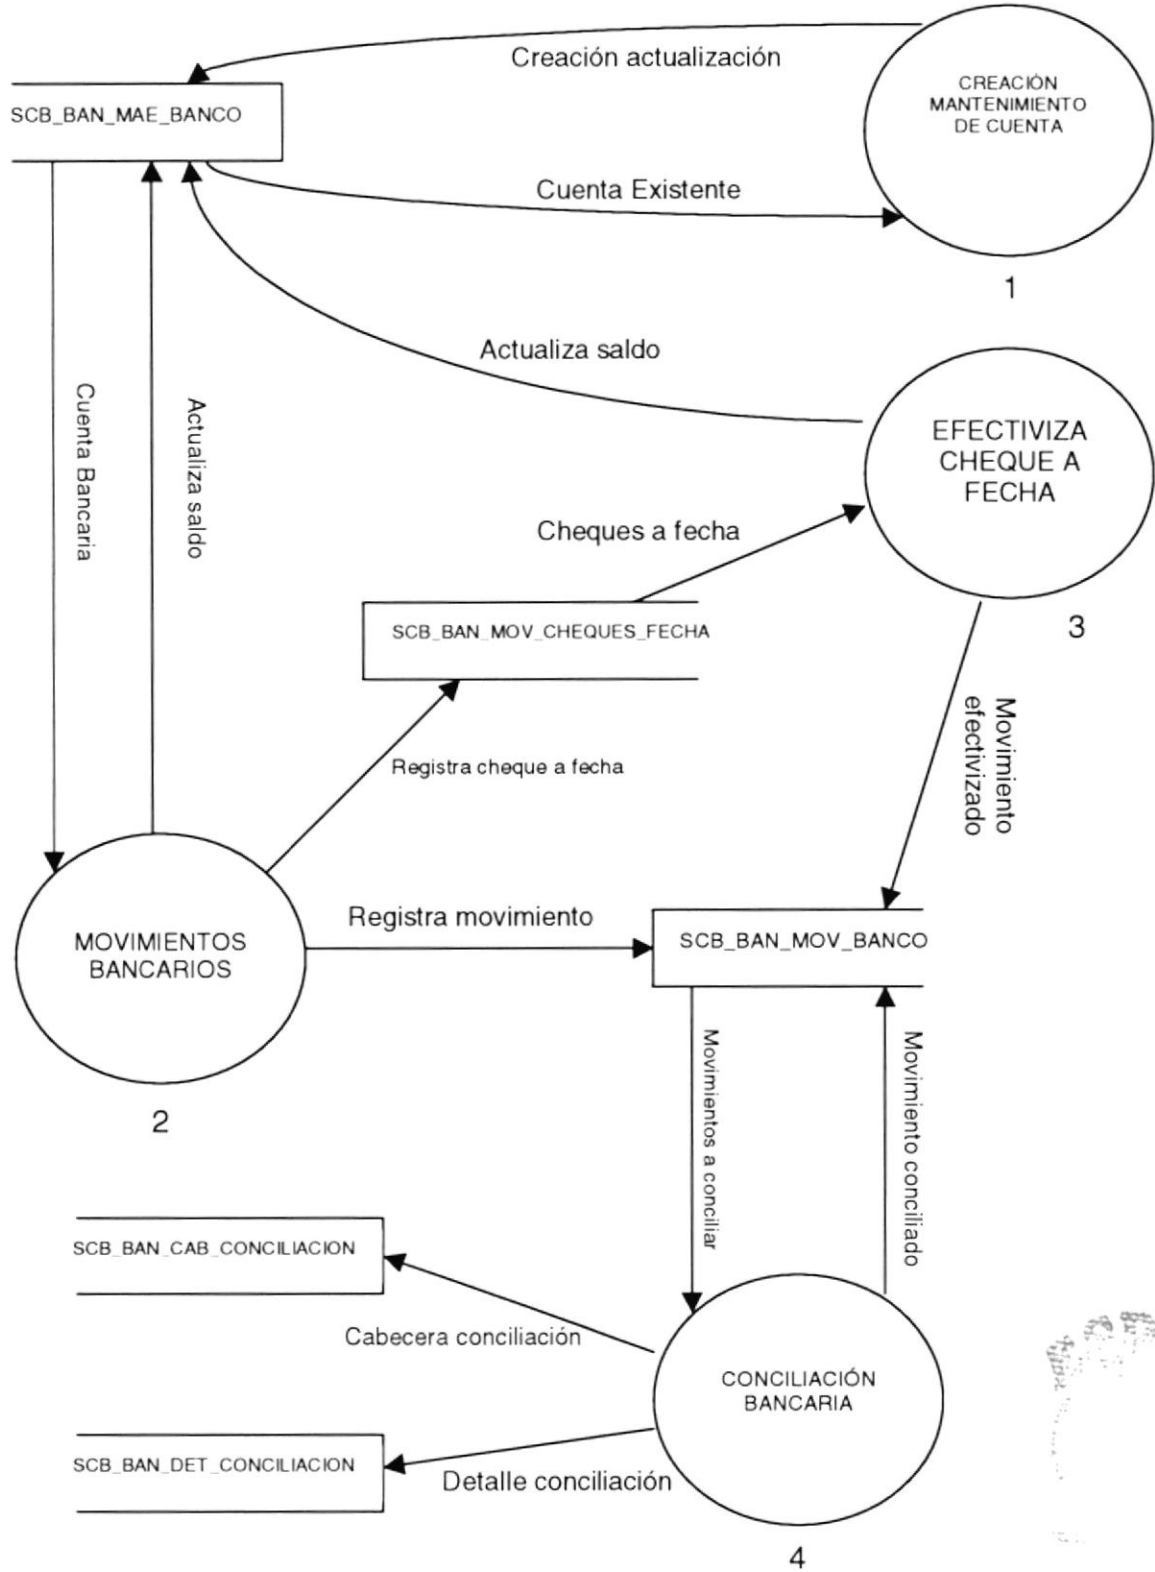 Creación actualización
CREACIÓN
MANTENIMIENTO
DE CUENTA
SCB_BAN_MAE_BANCO
Cuenta Existente
1
Actualiza saldo
EFECTIVIZA
CHEQUE A
FECHA
Cuenta Bancaria
Actualiza saldo
Cheques a fecha
3
SCB_BAN_MOV_CHEQUES_FECHA
Movimiento
efectivizado
Registra cheque a fecha
Registra movimiento
MOVIMIENTOS
BANCARIOS
SCB_BAN_MOV_BANCO
2
Movimientos a conciliar
Movimiento conciliado
SCB_BAN_CAB_CONCILIACION
Cabecera conciliación
CONCILIACIÓN
BANCARIA
SCB_BAN_DET_CONCILIACION
Detalle conciliación
4